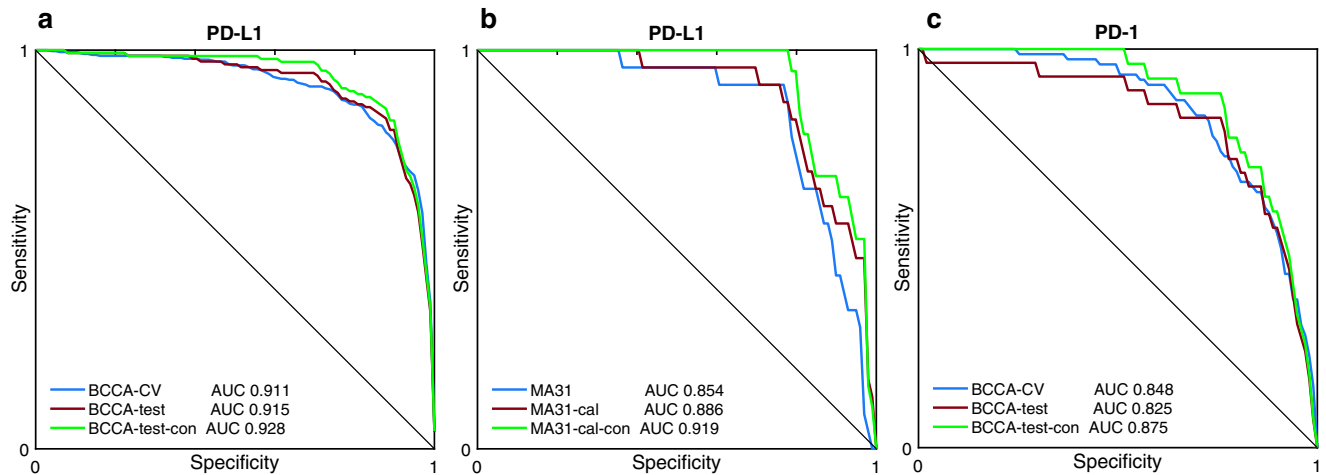 a
PD-L1
1
Sensitivity
BCCA-CV AUC 0.911
BCCA-test AUC 0.915
BCCA-test-con AUC 0.928
0
0 Specificity 1
b
PD-L1
1
Sensitivity
MA31 AUC 0.854
MA31-cal AUC 0.886
MA31-cal-con AUC 0.919
0
0 Specificity 1
c
PD-1
1
Sensitivity
BCCA-CV AUC 0.848
BCCA-test AUC 0.825
BCCA-test-con AUC 0.875
0
0 Specificity 1